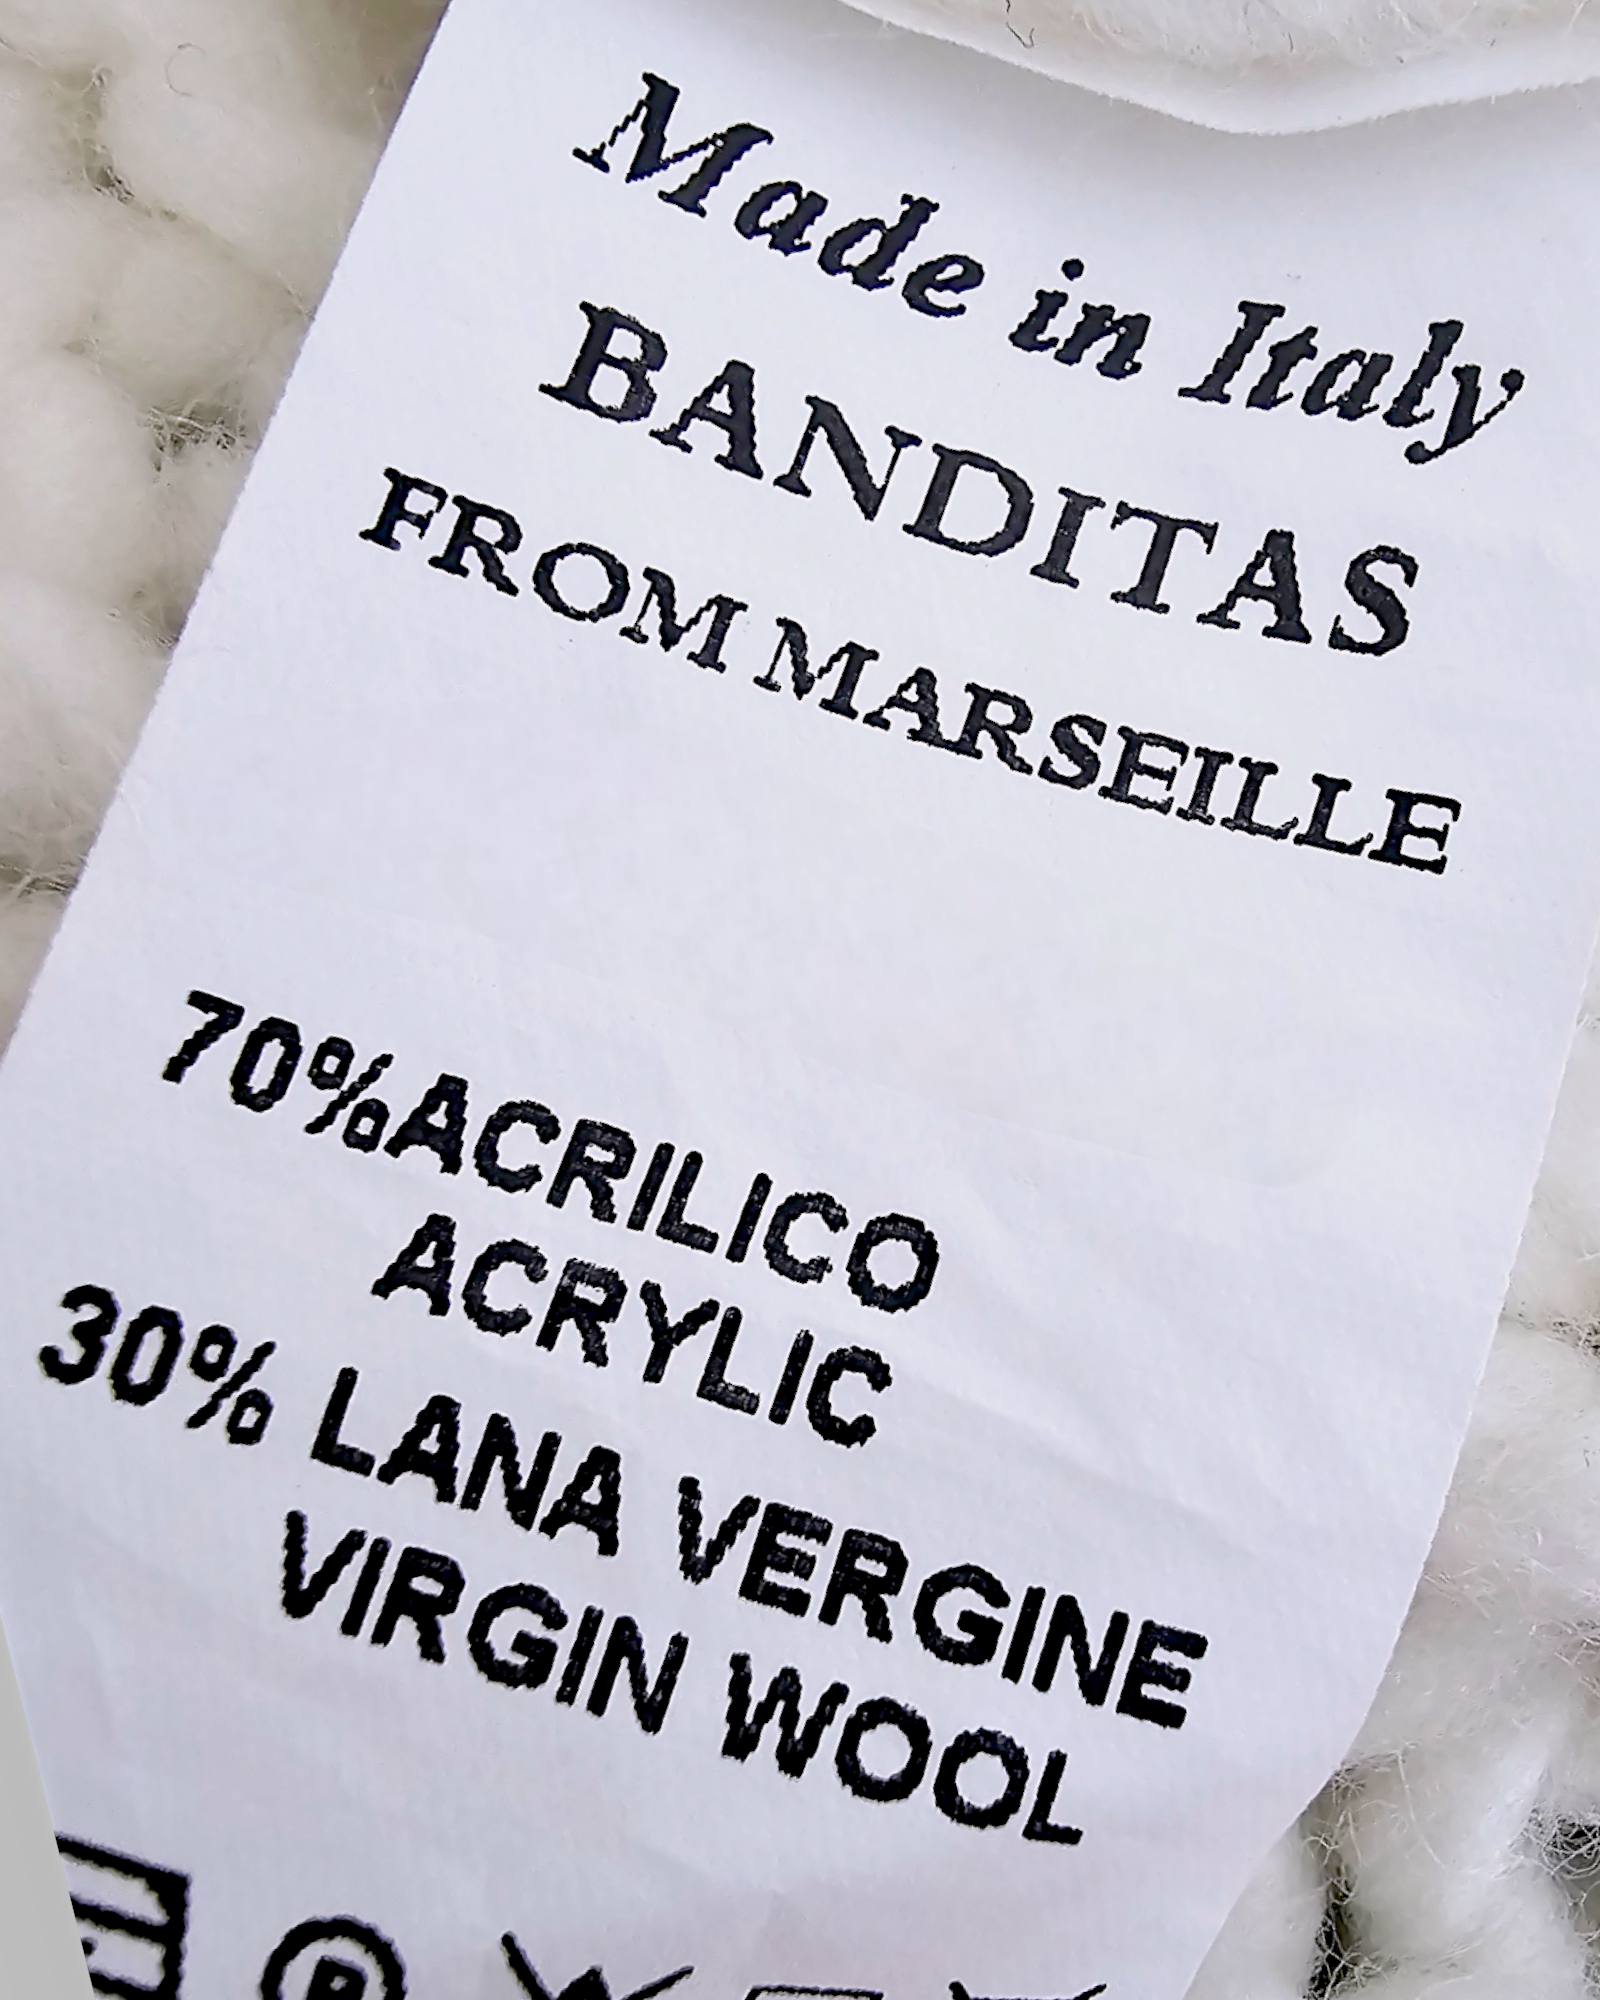 Made in Italy
BANDITAS
FROM MARSEILLE
70%ACRILICO
ACRYLIC
30% LANA VERGINE
VIRGIN WOOL
P